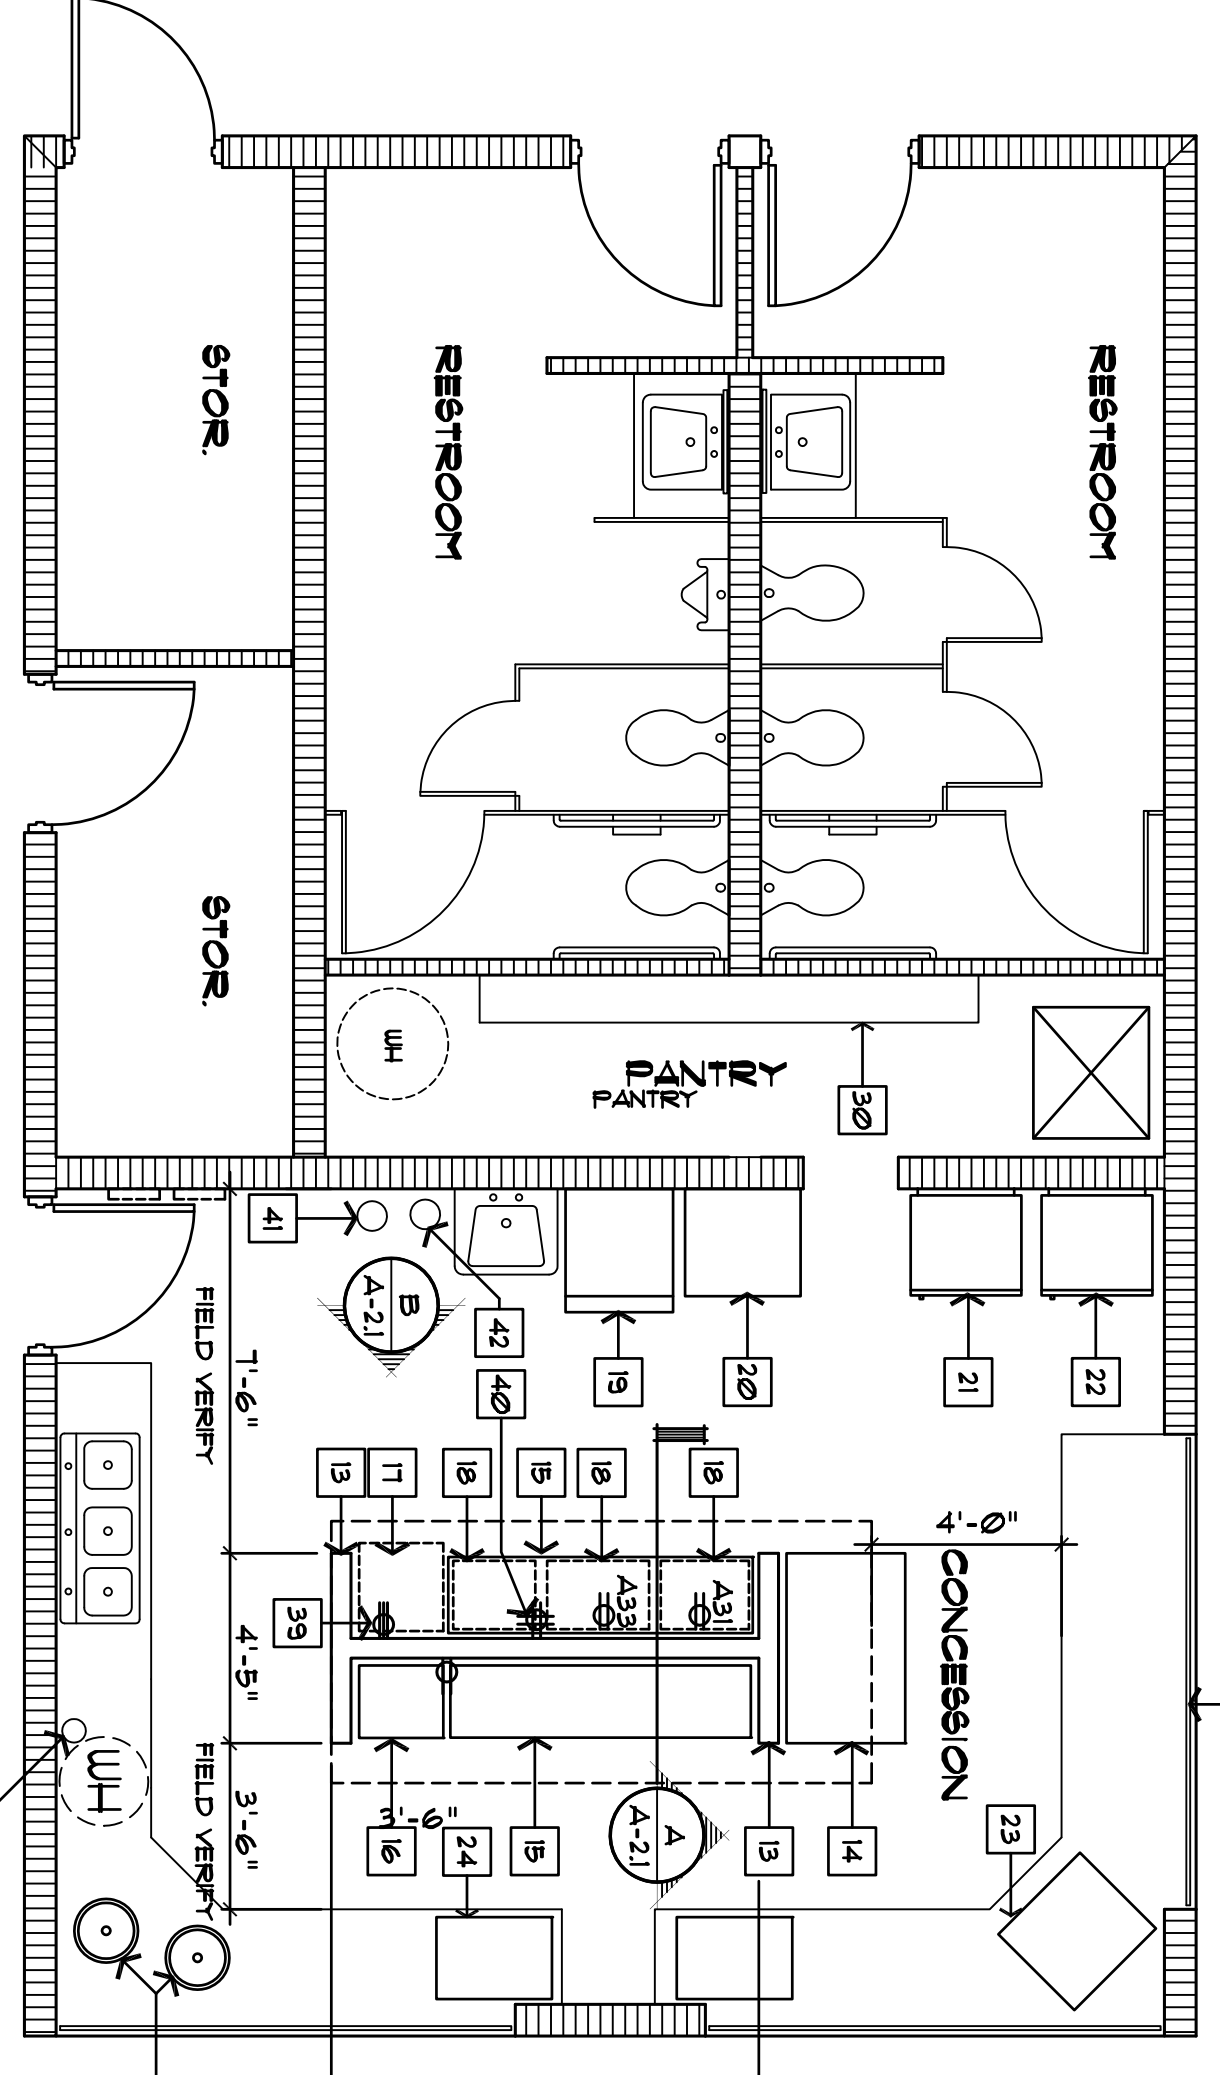 RESTROOM
RESTROOM
STOR.
STOR.
WH
PANTRY
PANTRY
30
41
B
A-2.1
42
40
19
20
21
22
FIELD VERIFY
7'-6"
13
17
18
15
18
18
4'-0"
CONCESSION
A33
A31
39
4'-5"
WH
FIELD VERIFY
3'-6"
3'-6"
16
24
15
A
A-2.1
13
14
23